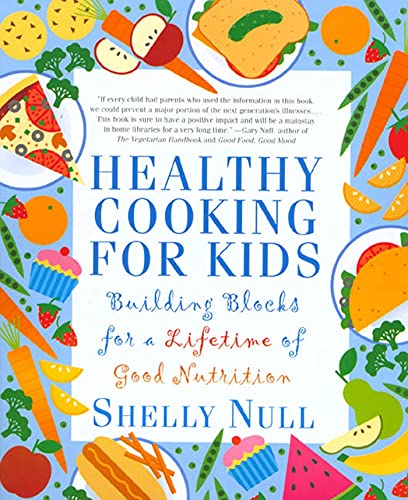 "If every child had parents who used the information in this book,
we could prevent a major portion of the next generation's illnesses....
This book is sure to have a positive impact and will be a mainstay
in home libraries for a very long time." —Gary Null, author of
The Vegetarian Handbook and Good Food, Good Mood
HEALTHY
COOKING
FOR KIDS
Building Blocks
for a Lifetime of
Good Nutrition
SHELLY NULL